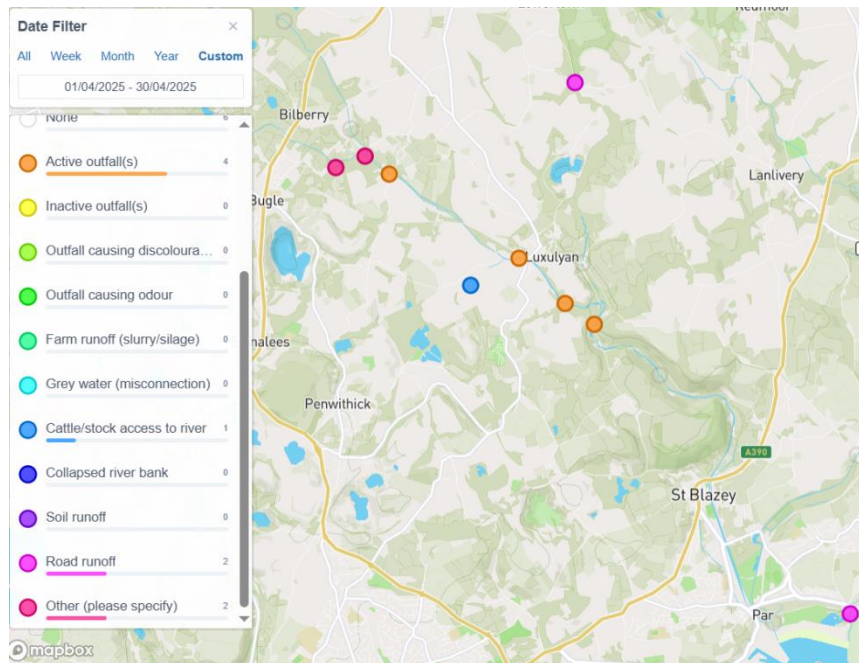 Date Filter ×
All Week Month Year Custom
01/04/2025 - 30/04/2025
None 6
Active outfall(s) 4
Inactive outfall(s) 0
Outfall causing discoloura... 0
Outfall causing odour 0
Farm runoff (slurry/silage) 0
Grey water (misconnection) 0
Cattle/stock access to river 1
Collapsed river bank 0
Soil runoff 0
Road runoff 2
Other (please specify) 2
mapbox
Bilberry
Lanlivery
Bugle
Luxulyan
nalees
Penwithick
A390
St Blazey
Par